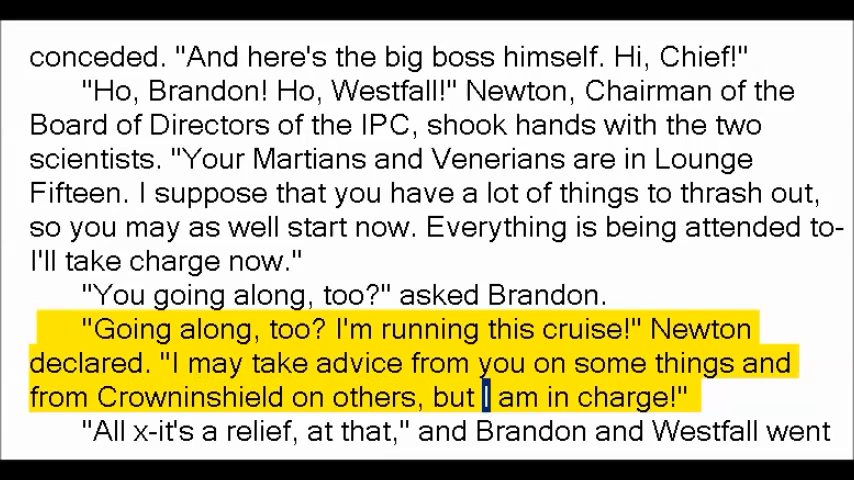 conceded. "And here's the big boss himself. Hi, Chief!"
"Ho, Brandon! Ho, Westfall!" Newton, Chairman of the
Board of Directors of the IPC, shook hands with the two
scientists. "Your Martians and Venerians are in Lounge
Fifteen. I suppose that you have a lot of things to thrash out,
so you may as well start now. Everything is being attended to-
I'll take charge now."
"You going along, too?" asked Brandon.
"Going along, too? I'm running this cruise!" Newton
declared. "I may take advice from you on some things and
from Crowninshield on others, but I am in charge!"
"All x-it's a relief, at that," and Brandon and Westfall went